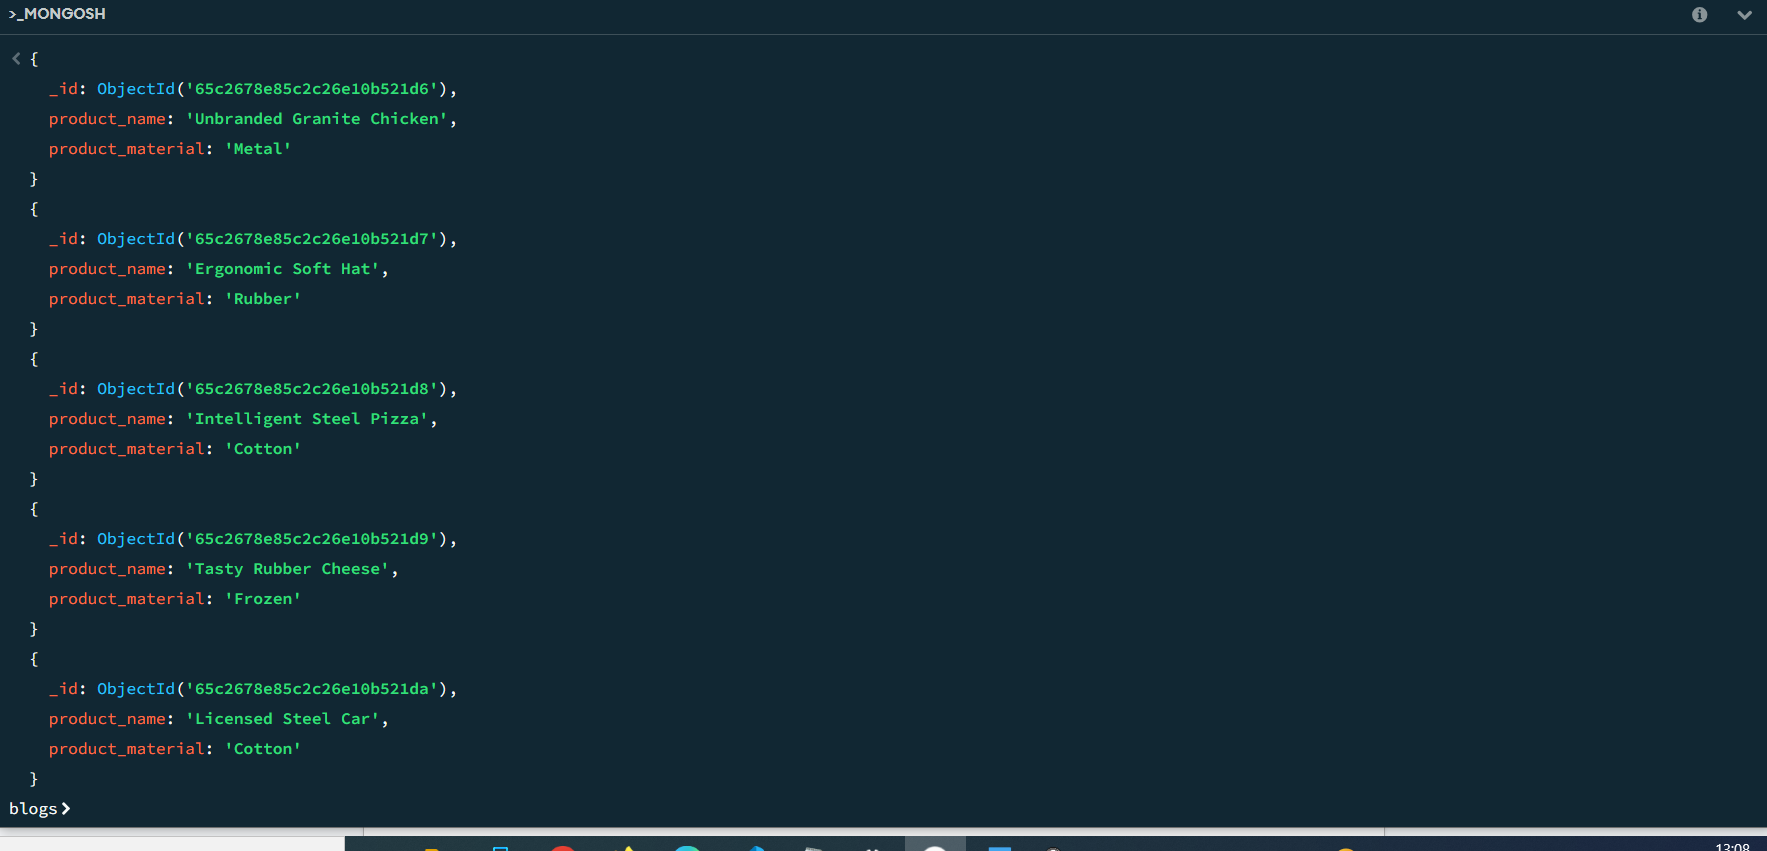 >_MONGOSH
{
_id: ObjectId('65c2678e85c2c26e10b521d6'),
product_name: 'Unbranded Granite Chicken',
product_material: 'Metal'
}
{
_id: ObjectId('65c2678e85c2c26e10b521d7'),
product_name: 'Ergonomic Soft Hat',
product_material: 'Rubber'
}
{
_id: ObjectId('65c2678e85c2c26e10b521d8'),
product_name: 'Intelligent Steel Pizza',
product_material: 'Cotton'
}
{
_id: ObjectId('65c2678e85c2c26e10b521d9'),
product_name: 'Tasty Rubber Cheese',
product_material: 'Frozen'
}
{
_id: ObjectId('65c2678e85c2c26e10b521da'),
product_name: 'Licensed Steel Car',
product_material: 'Cotton'
}
blogs>
13:08